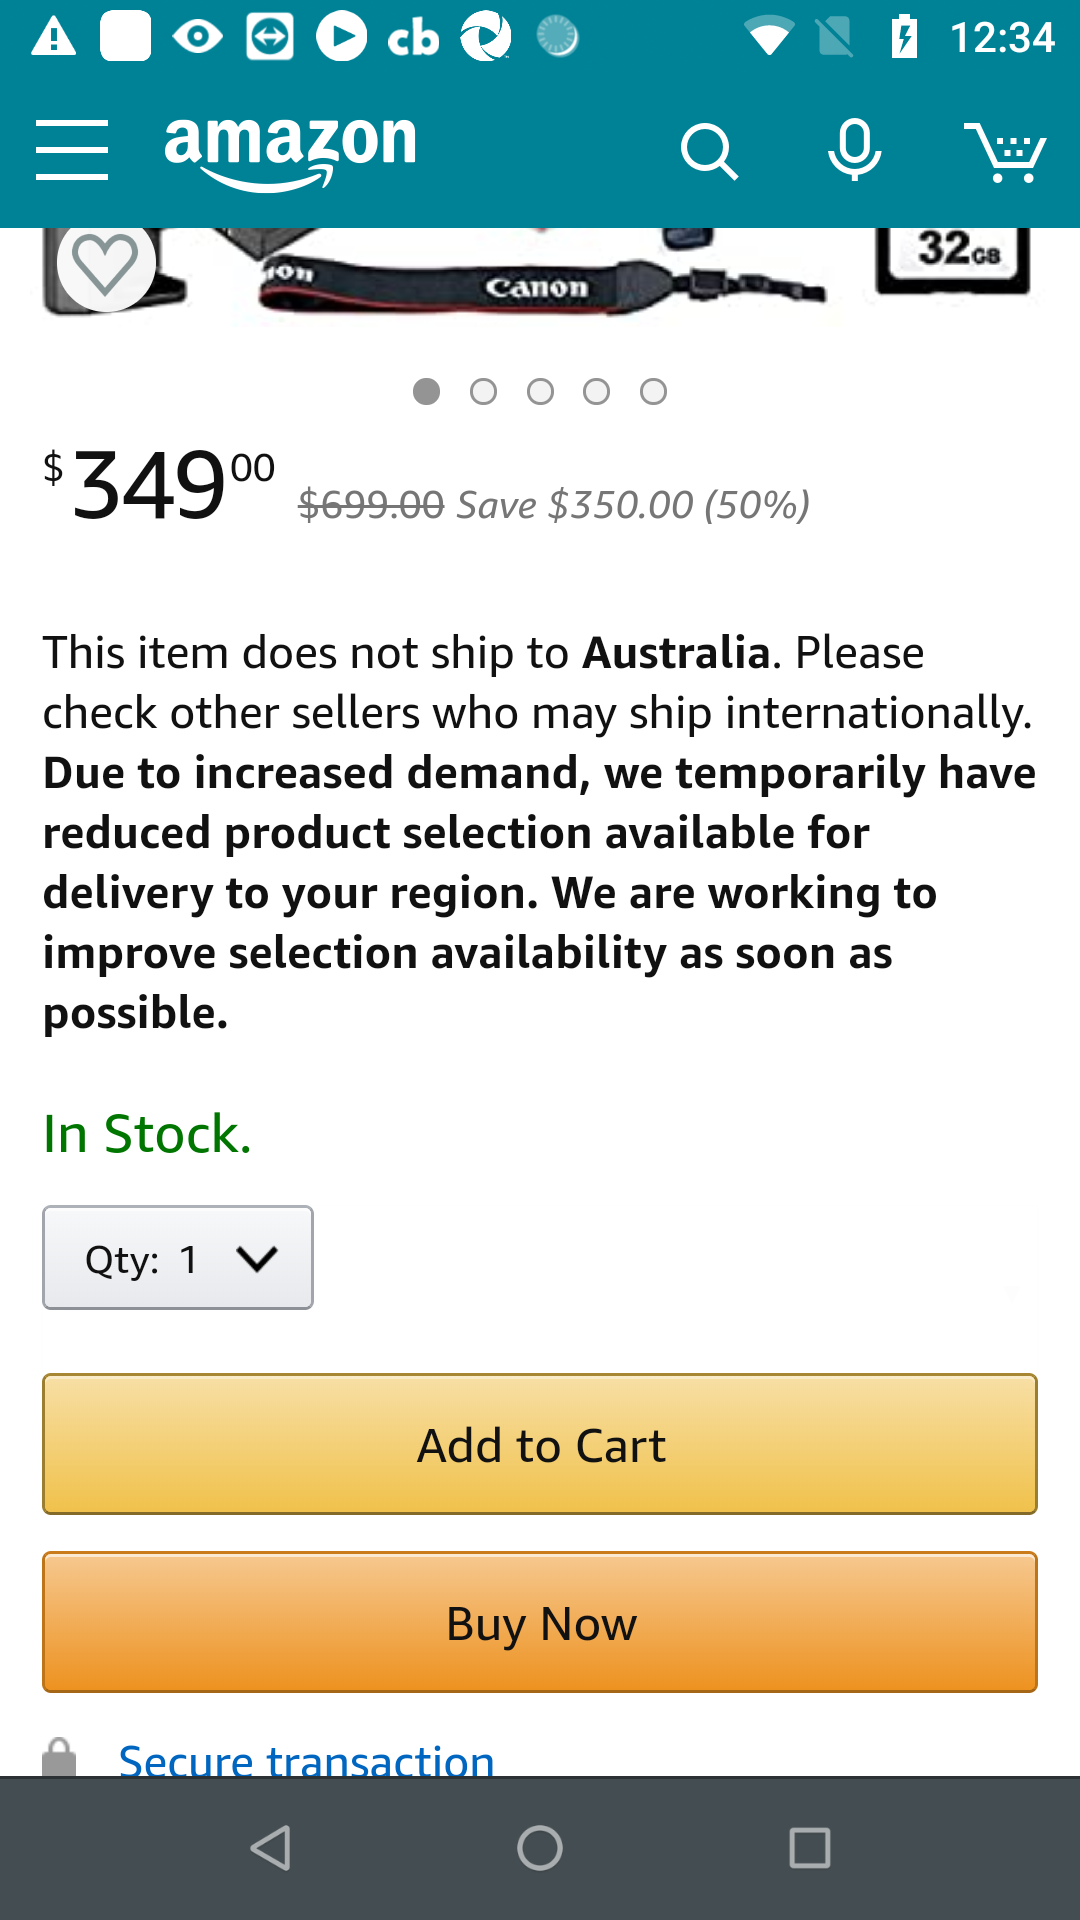 cb 12:34
amazon
Canon
32GB
$34900 $699.00 Save $350.00 (50%)
This item does not ship to Australia. Please
check other sellers who may ship internationally.
Due to increased demand, we temporarily have
reduced product selection available for
delivery to your region. We are working to
improve selection availability as soon as
possible.
In Stock.
Qty: 1
Add to Cart
Buy Now
Secure transaction